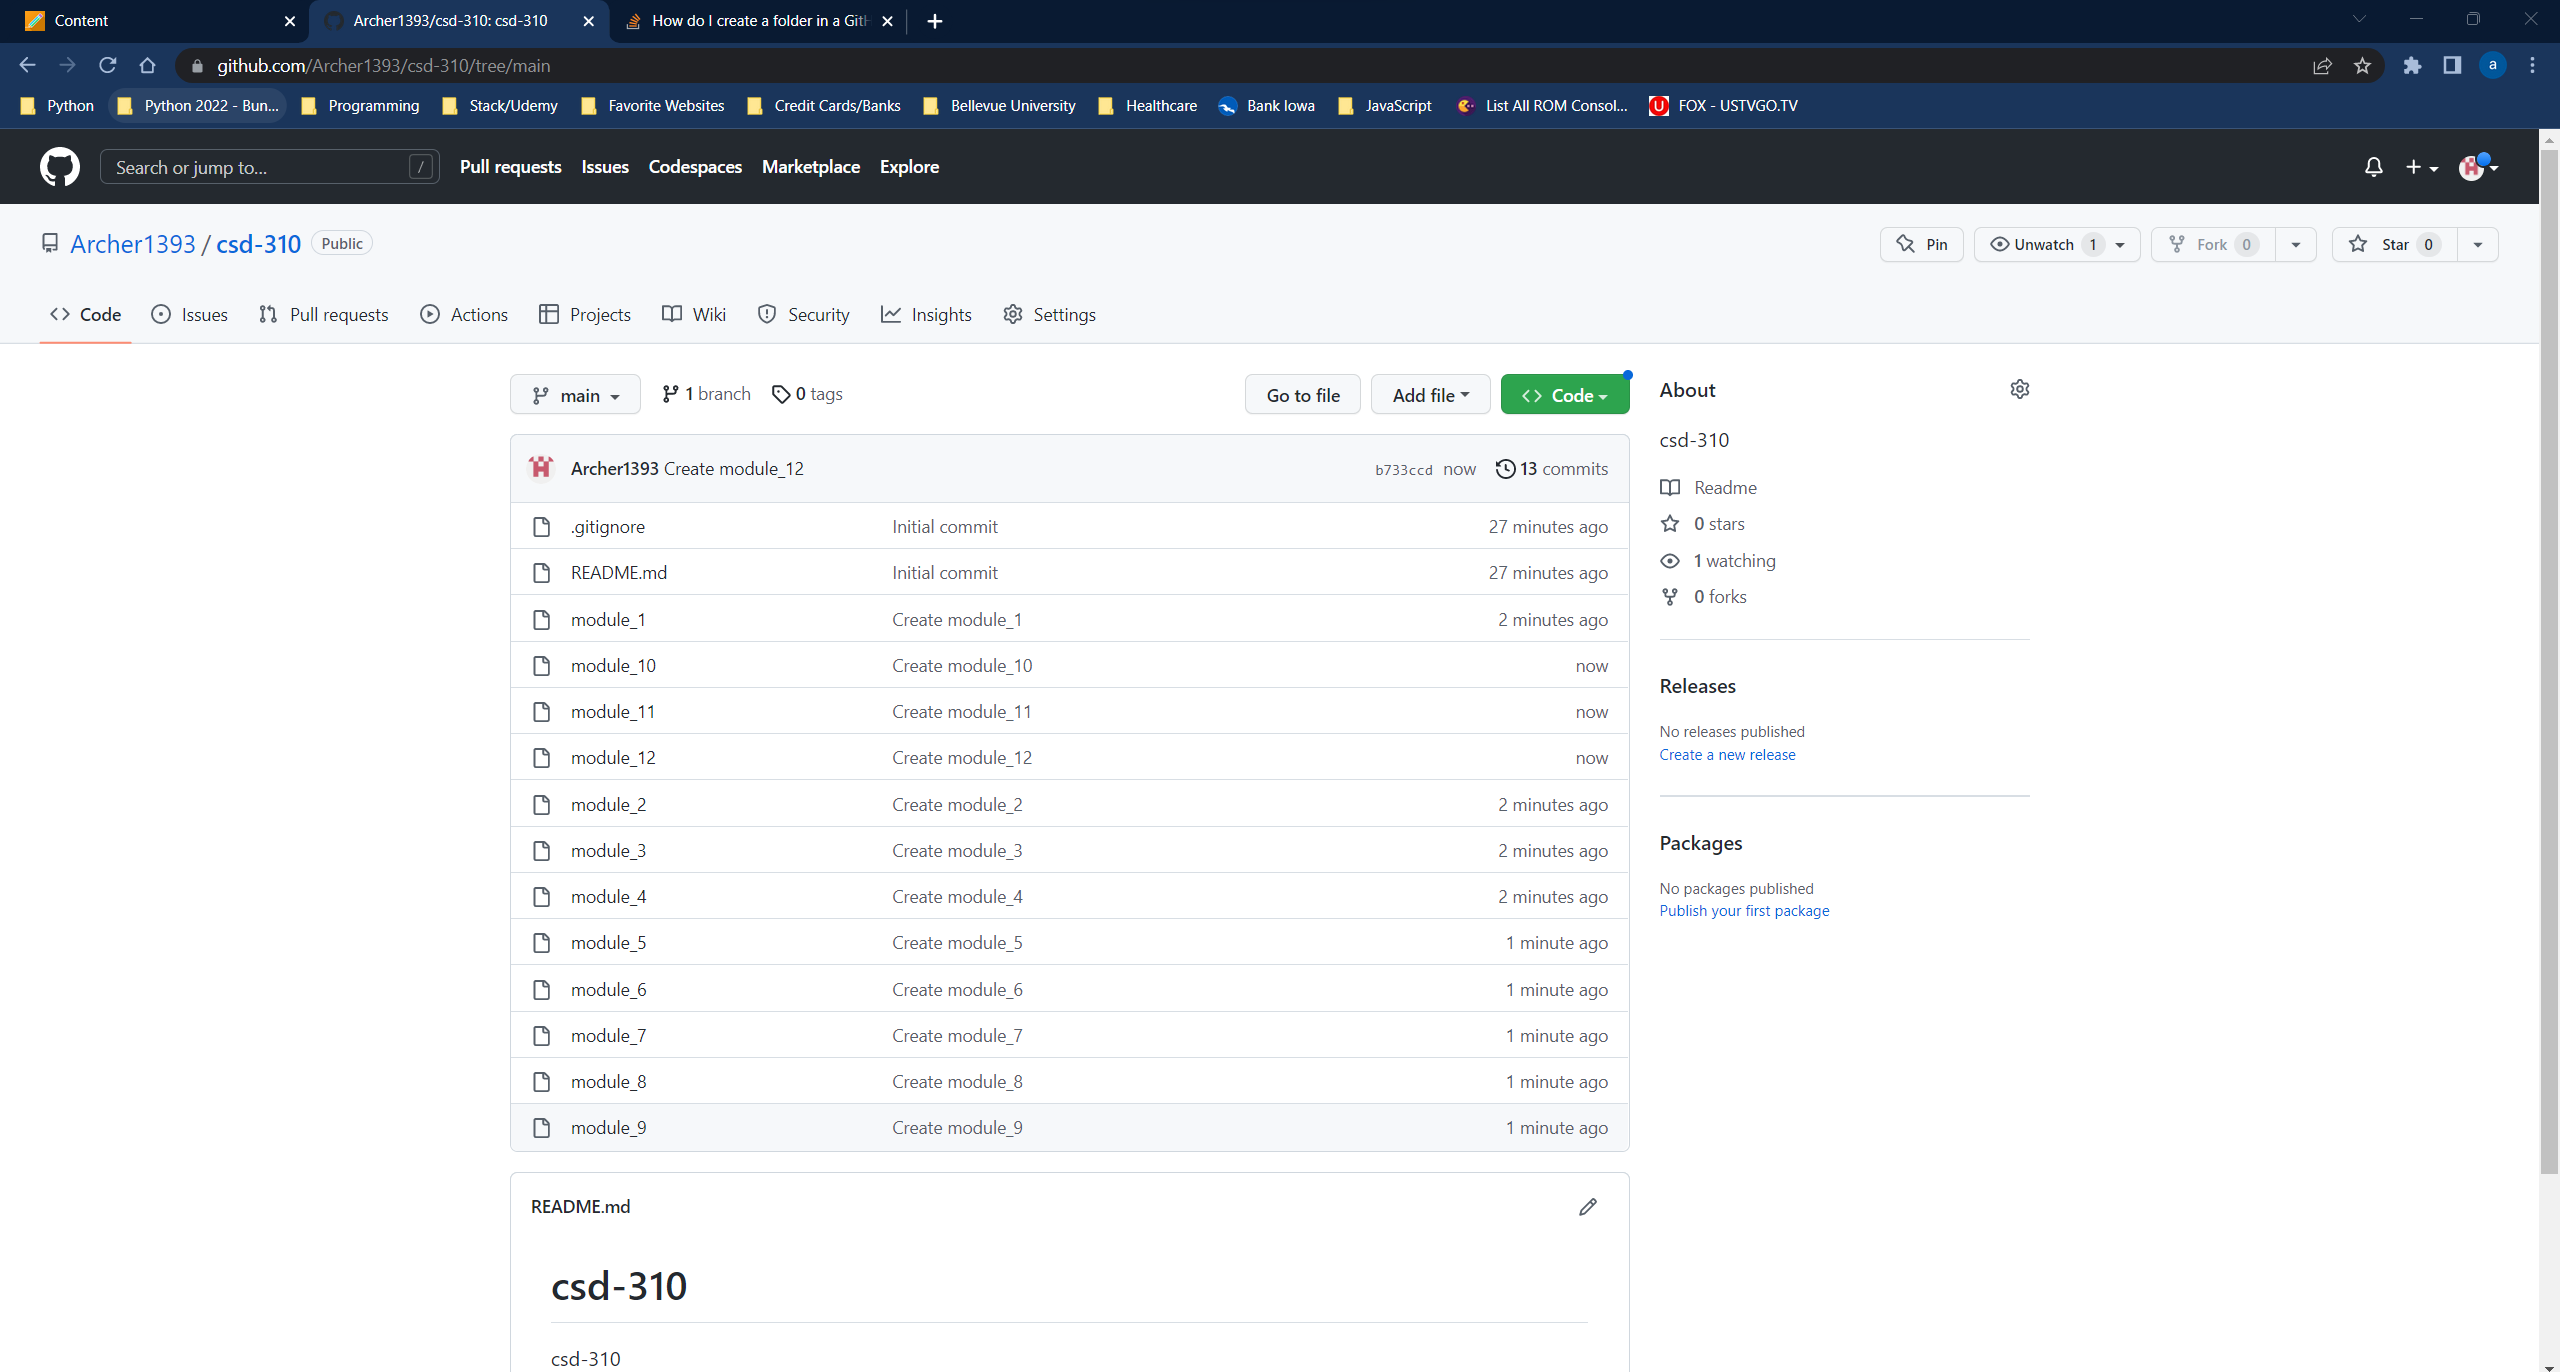 Content
Archer1393/csd-310: csd-310
How do I create a folder in a GitH
github.com/Archer1393/csd-310/tree/main
a
Python
Python 2022 - Bun...
Programming
Stack/Udemy
Favorite Websites
Credit Cards/Banks
Bellevue University
Healthcare
Bank Iowa
JavaScript
List All ROM Consol...
FOX - USTVGO.TV
Search or jump to... /
Pull requests Issues Codespaces Marketplace Explore
Archer1393 / csd-310 Public
Pin
Unwatch 1
Fork 0
Star 0
Code Issues Pull requests Actions Projects Wiki Security Insights Settings
main 1 branch 0 tags
Go to file Add file Code
Archer1393 Create module_12 b733ccd now 13 commits
.gitignore Initial commit 27 minutes ago
README.md Initial commit 27 minutes ago
module_1 Create module_1 2 minutes ago
module_10 Create module_10 now
module_11 Create module_11 now
module_12 Create module_12 now
module_2 Create module_2 2 minutes ago
module_3 Create module_3 2 minutes ago
module_4 Create module_4 2 minutes ago
module_5 Create module_5 1 minute ago
module_6 Create module_6 1 minute ago
module_7 Create module_7 1 minute ago
module_8 Create module_8 1 minute ago
module_9 Create module_9 1 minute ago
README.md
csd-310
csd-310
About
csd-310
Readme
0 stars
1 watching
0 forks
Releases
No releases published
Create a new release
Packages
No packages published
Publish your first package